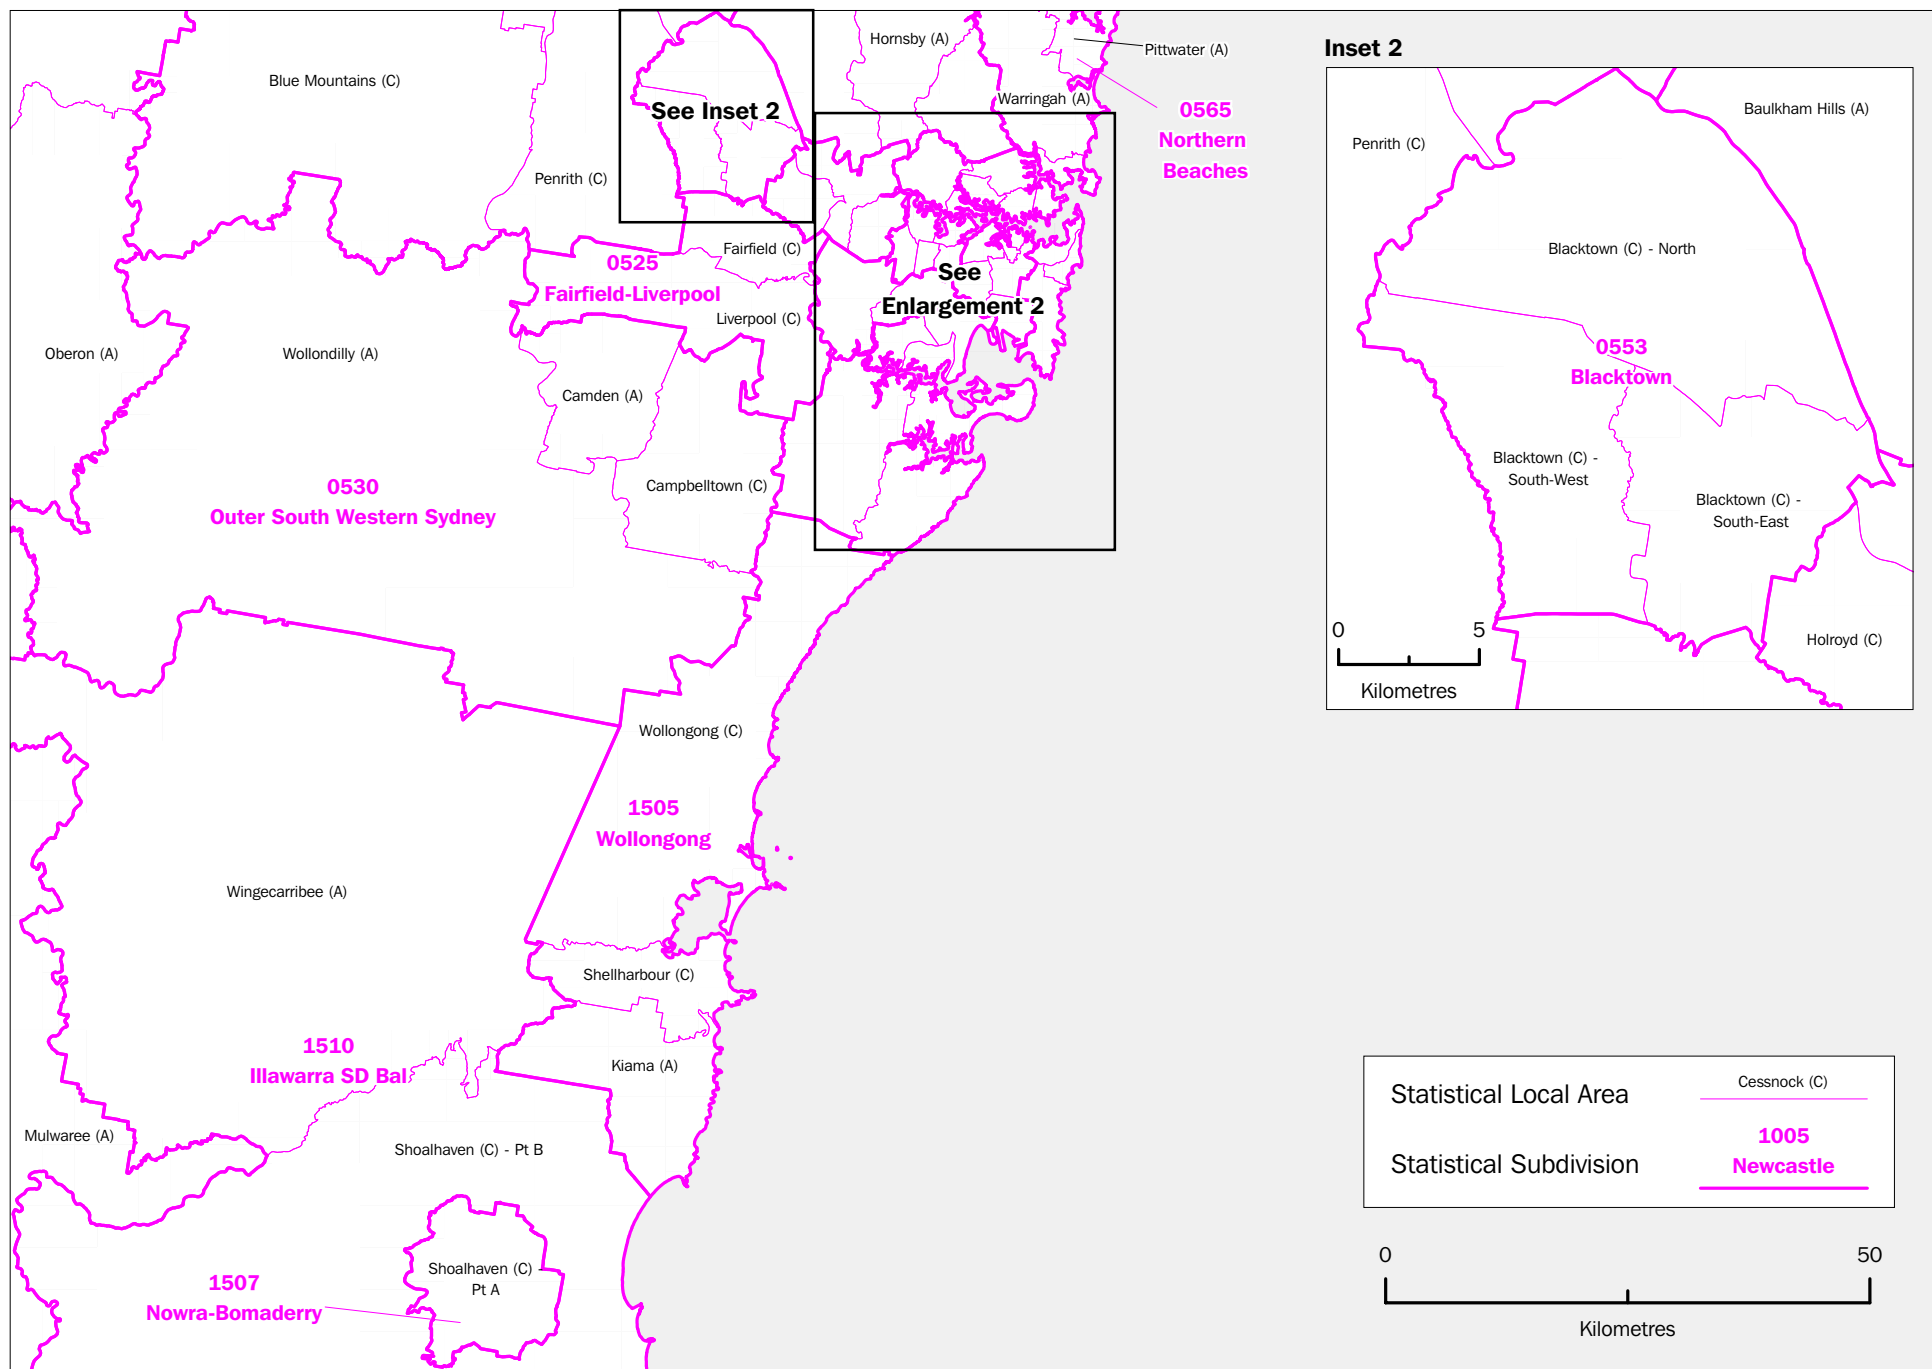 Blue Mountains (C)
Hornsby (A)
Pittwater (A)
Warringah (A)
See Inset 2
0565
Northern
Beaches
Penrith (C)
Fairfield (C)
0525
Fairfield-Liverpool
Liverpool (C)
See
Enlargement 2
Oberon (A)
Wollondilly (A)
Camden (A)
Campbelltown (C)
0530
Outer South Western Sydney
Wollongong (C)
1505
Wollongong
Wingecarribee (A)
Shellharbour (C)
1510
Illawarra SD Bal
Kiama (A)
Mulwaree (A)
Shoalhaven (C) - Pt B
Shoalhaven (C) -
Pt A
1507
Nowra-Bomaderry
Inset 2
Baulkham Hills (A)
Penrith (C)
Blacktown (C) - North
0553
Blacktown
Blacktown (C) -
South-West
Blacktown (C) -
South-East
Holroyd (C)
0 5
Kilometres
Statistical Local Area
Cessnock (C)
Statistical Subdivision
1005
Newcastle
0 50
Kilometres